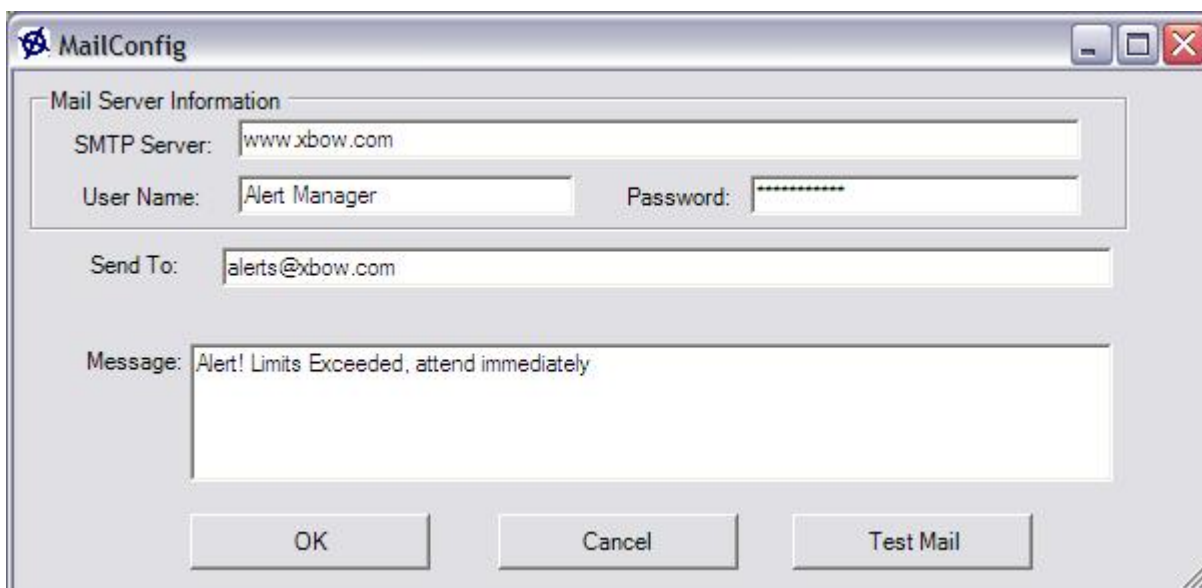 MailConfig
Mail Server Information
SMTP Server: www.xbow.com
User Name: Alert Manager Password: ***********
Send To: alerts@xbow.com
Message: Alert! Limits Exceeded, attend immediately
OK Cancel Test Mail